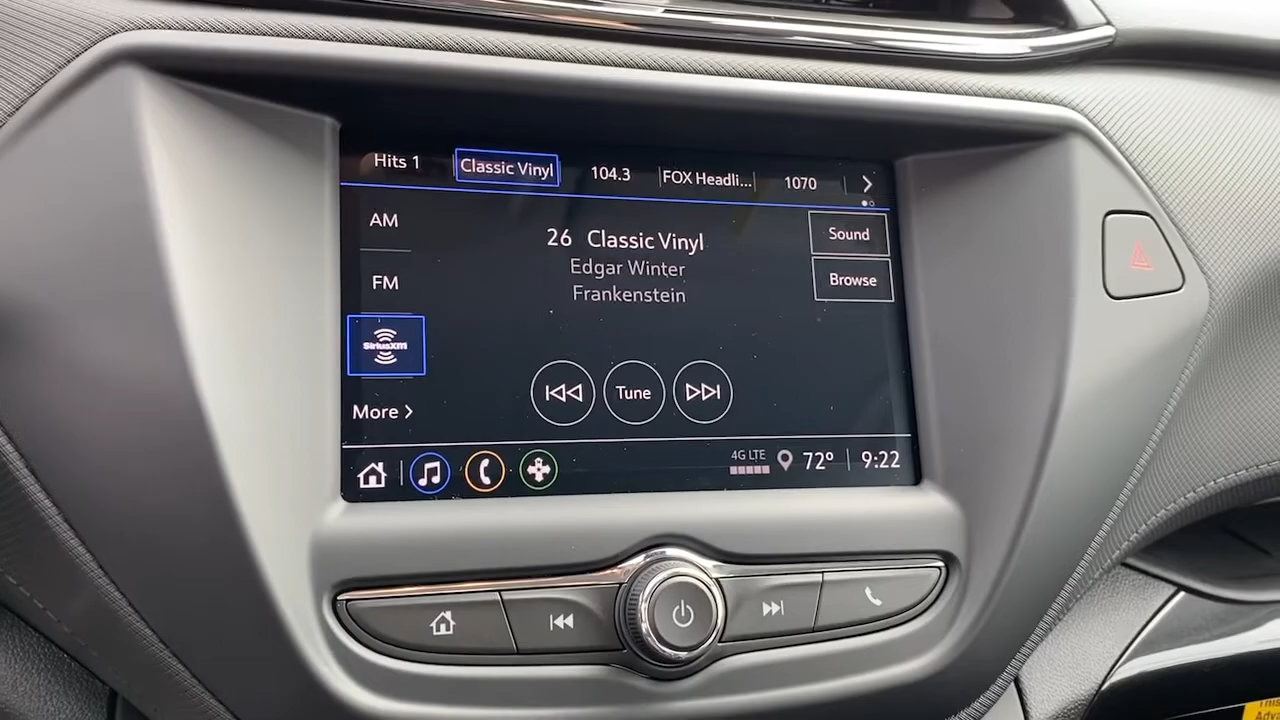 Hits 1
Classic Vinyl
104.3
FOX Headli...
1070
AM
26 Classic Vinyl
Sound
Edgar Winter
FM
Browse
Frankenstein
SiriusXM
Tune
More
4G LTE
72°
9:22
This